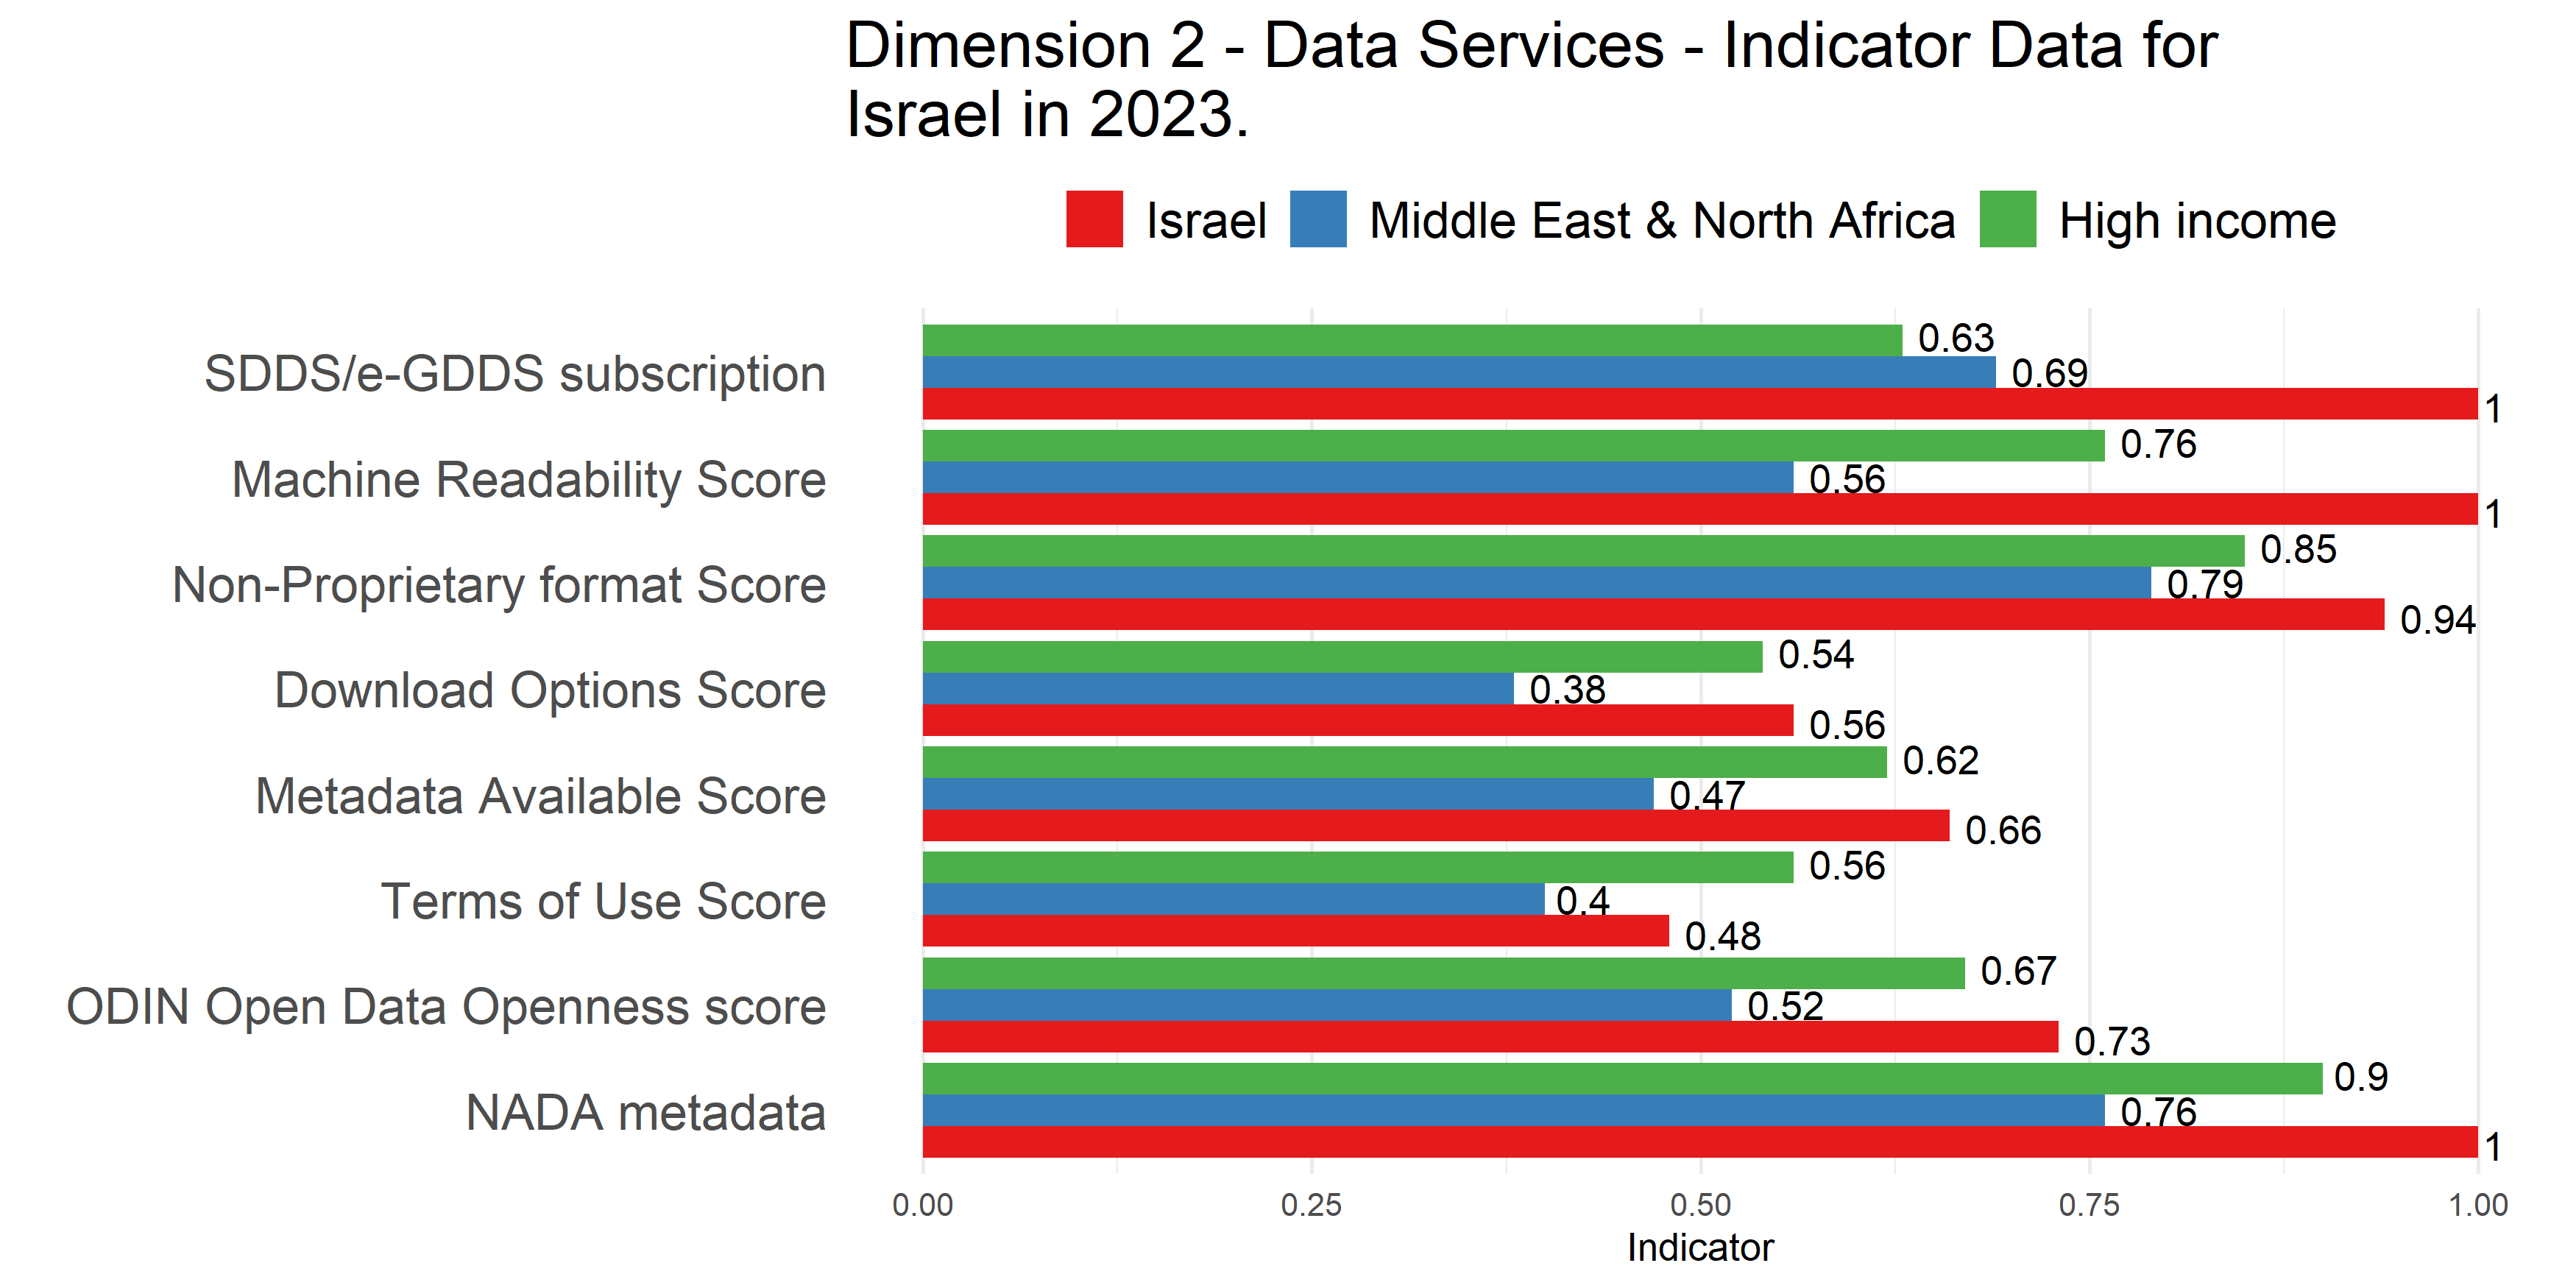 Dimension 2 - Data Services - Indicator Data for
Israel in 2023.
Israel Middle East & North Africa High income
SDDS/e-GDDS subscription
0.63
0.69
1
Machine Readability Score
0.76
0.56
1
Non-Proprietary format Score
0.85
0.79
0.94
Download Options Score
0.54
0.38
0.56
Metadata Available Score
0.62
0.47
0.66
Terms of Use Score
0.56
0.4
0.48
ODIN Open Data Openness score
0.67
0.52
0.73
NADA metadata
0.9
0.76
1
0.00 0.25 0.50 0.75 1.00
Indicator